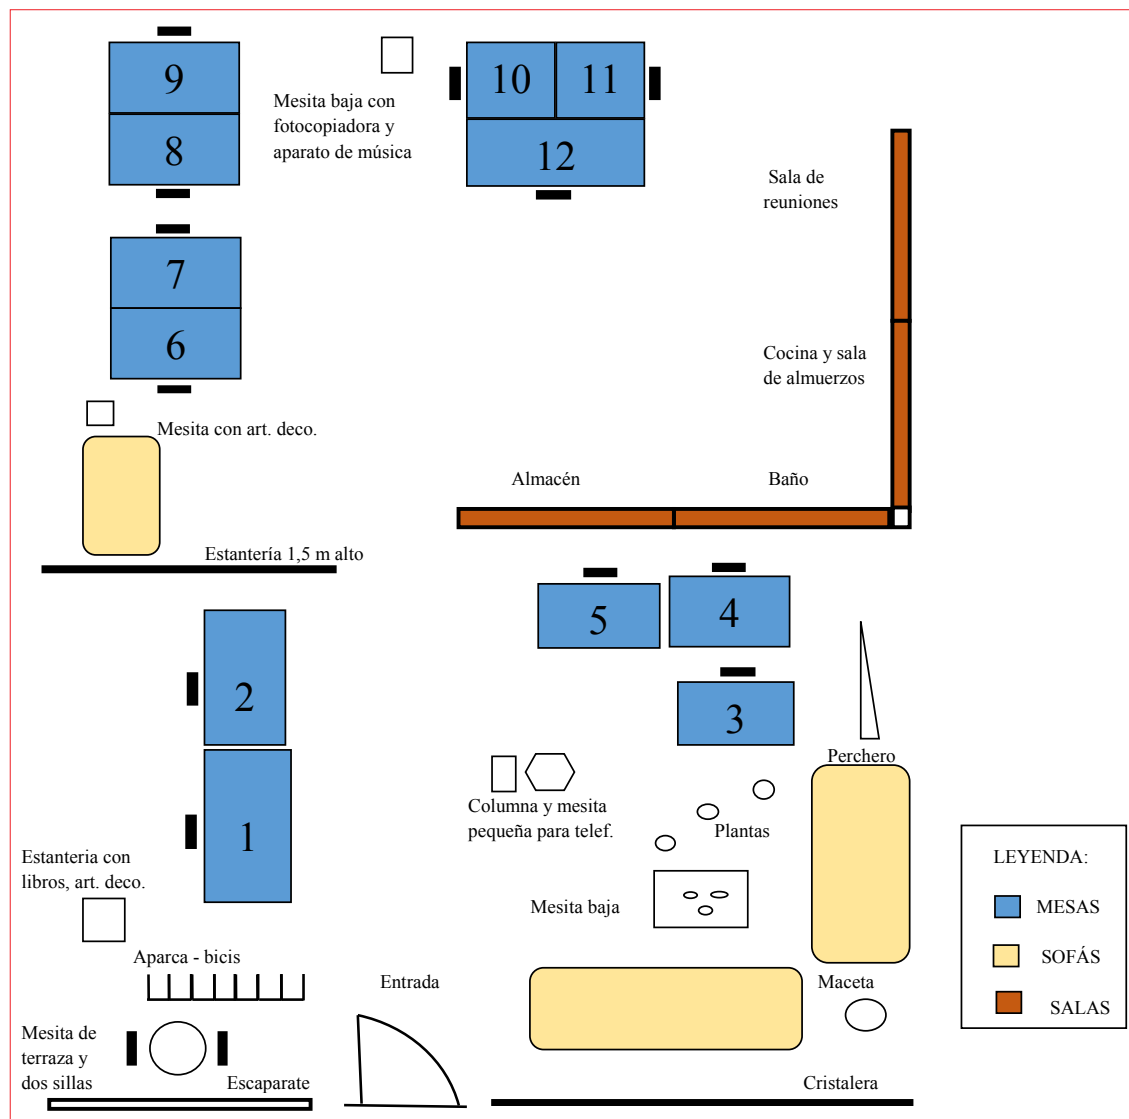 9
10
11
Mesita baja con
fotocopiadora y
aparato de música
8
12
Sala de
reuniones
7
6
Cocina y sala
de almuerzos
Mesita con art. deco.
Almacén
Baño
Estantería 1,5 m alto
5
4
2
3
Perchero
Columna y mesita
pequeña para telef.
Plantas
1
Estanteria con
libros, art. deco.
Mesita baja
LEYENDA:
MESAS
SOFÁS
SALAS
Aparca - bicis
Entrada
Maceta
Mesita de
terraza y
dos sillas
Escaparate
Cristalera